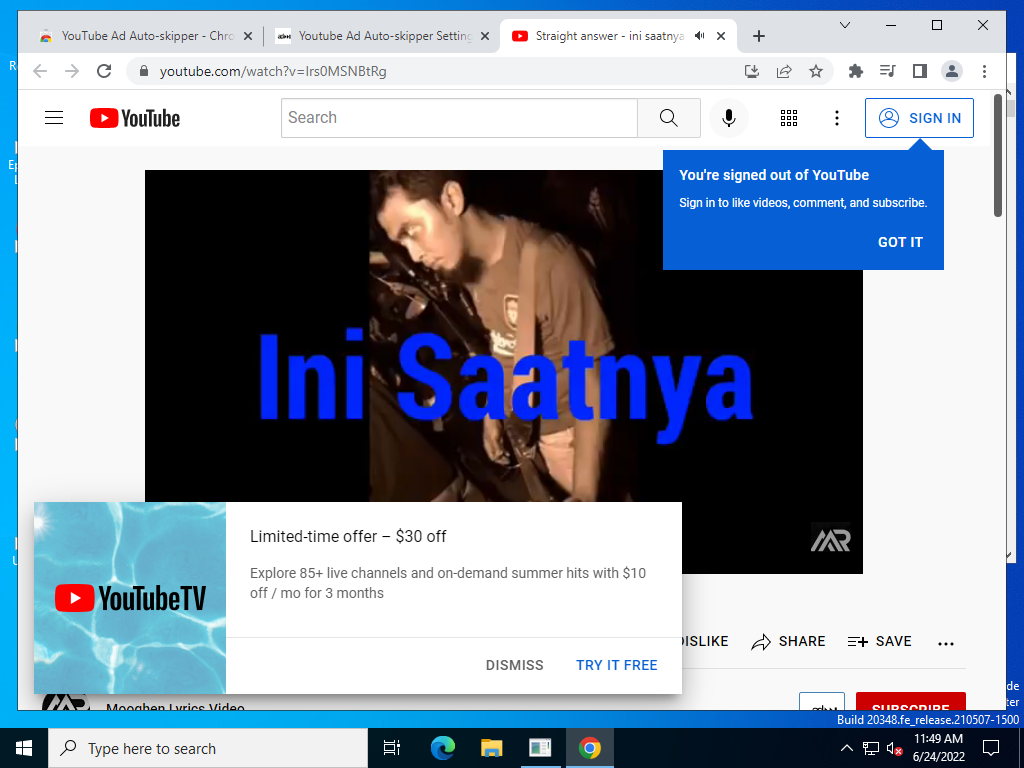 YouTube Ad Auto-skipper - Chro
Youtube Ad Auto-skipper Setting
Straight answer - ini saatnya
youtube.com/watch?v=Irs0MSNBtRg
YouTube
Search
SIGN IN
You're signed out of YouTube
Sign in to like videos, comment, and subscribe.
GOT IT
Ini Saatnya
MR
YouTubeTV
Limited-time offer – $30 off
Explore 85+ live channels and on-demand summer hits with $10
off / mo for 3 months
DISMISS
TRY IT FREE
DISLIKE
SHARE
SAVE
Mooghen Lyrics Video
SUBSCRIBE
Build 20348.fe_release.210507-1500
Type here to search
11:49 AM
6/24/2022